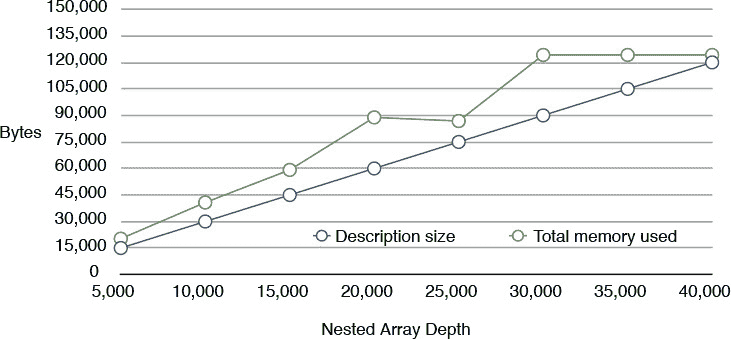 150,000
135,000
120,000
105,000
90,000
Bytes
75,000
60,000
45,000
30,000
Description size Total memory used
15,000
0
5,000 10,000 15,000 20,000 25,000 30,000 35,000 40,000
Nested Array Depth